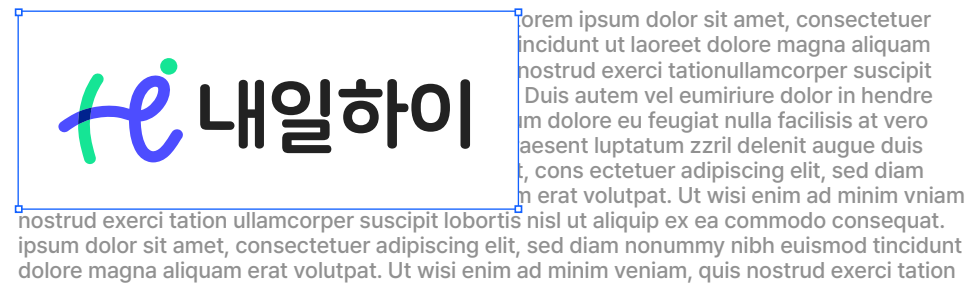 Hi 내일하이
orem ipsum dolor sit amet, consectetuer
incidunt ut laoreet dolore magna aliquam
nostrud exerci tationullamcorper suscipit
Duis autem vel eumiriure dolor in hendre
m dolore eu feugiat nulla facilisis at vero
aesent luptatum zzril delenit augue duis
t, cons ectetuer adipiscing elit, sed diam
m erat volutpat. Ut wisi enim ad minim vniam
nostrud exerci tation ullamcorper suscipit lobortis nisl ut aliquip ex ea commodo consequat.
ipsum dolor sit amet, consectetuer adipiscing elit, sed diam nonummy nibh euismod tincidunt
dolore magna aliquam erat volutpat. Ut wisi enim ad minim veniam, quis nostrud exerci tation